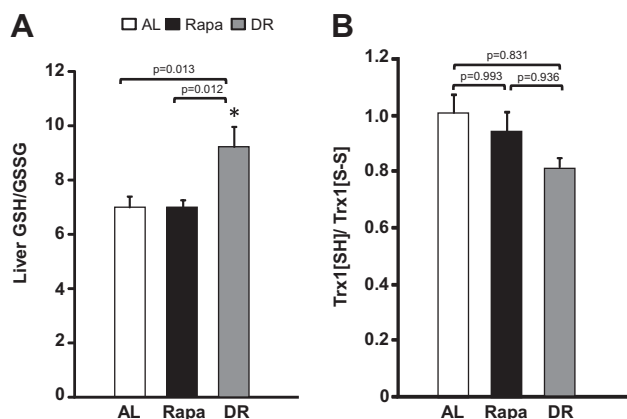 A
AL Rapa DR
Liver GSH/GSSG
12
10
8
6
4
2
0
p=0.013
p=0.012
*
AL Rapa DR
B
Trx1[SH]/ Trx1[S-S]
1.2
1.0
0.8
0.6
0.4
0.2
0
p=0.831
p=0.993 p=0.936
AL Rapa DR